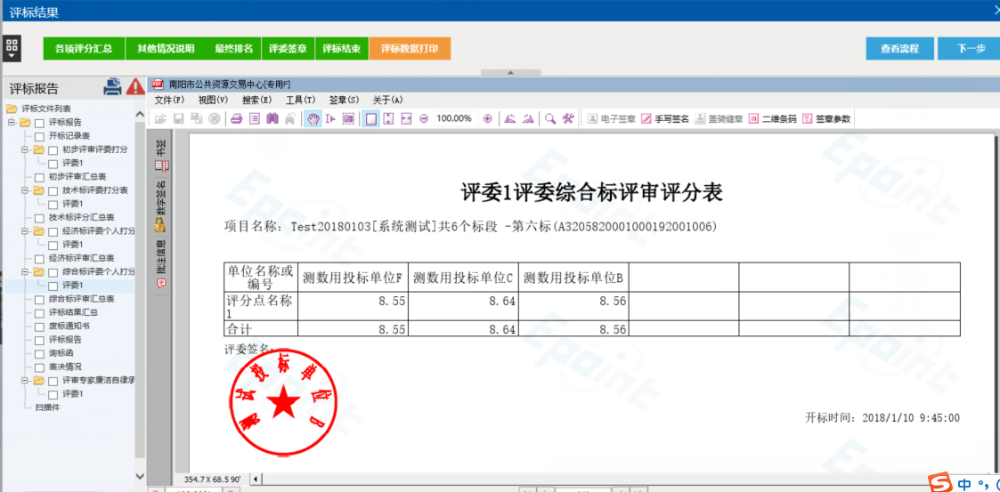 评标结果
各项评分汇总 其他情况说明 最终排名 评委签章 评标结束 评标数据打印 查看流程 下一步
评标报告
南阳市公共资源交易中心[专用F]
文件(F) 视图(V) 搜索(E) 工具(T) 签章(S) 关于(A)
100.00% 电子签章 手写签名 盖骑缝章 二维条码 签章参数
评标文件列表
评标报告
开标记录表
初步评审评委打分
评委1
初步评审汇总表
技术标评委打分表
评委1
技术标评分汇总表
经济标评委个人打分
评委1
经济标评审汇总表
综合标评委个人打分
评委1
综合标评审汇总表
评标结果汇总
废标通知书
评标报告
询标函
表决情况
评审专家廉洁自律承
评委1
扫描件
书签
数字签名
批注信息
评委1评委综合标评审评分表
项目名称: Test20180103[系统测试]共6个标段 -第六标(A3205820001000192001006)
单位名称或编号 测数用投标单位F 测数用投标单位C 测数用投标单位B
评分点名称1 8.55 8.64 8.56
合计 8.55 8.64 8.56
评委签名:
测试投标单位P
开标时间: 2018/1/10 9:45:00
354.7 X 68.5 90'
中
Epoint
Epoint
Epoint
Epoint